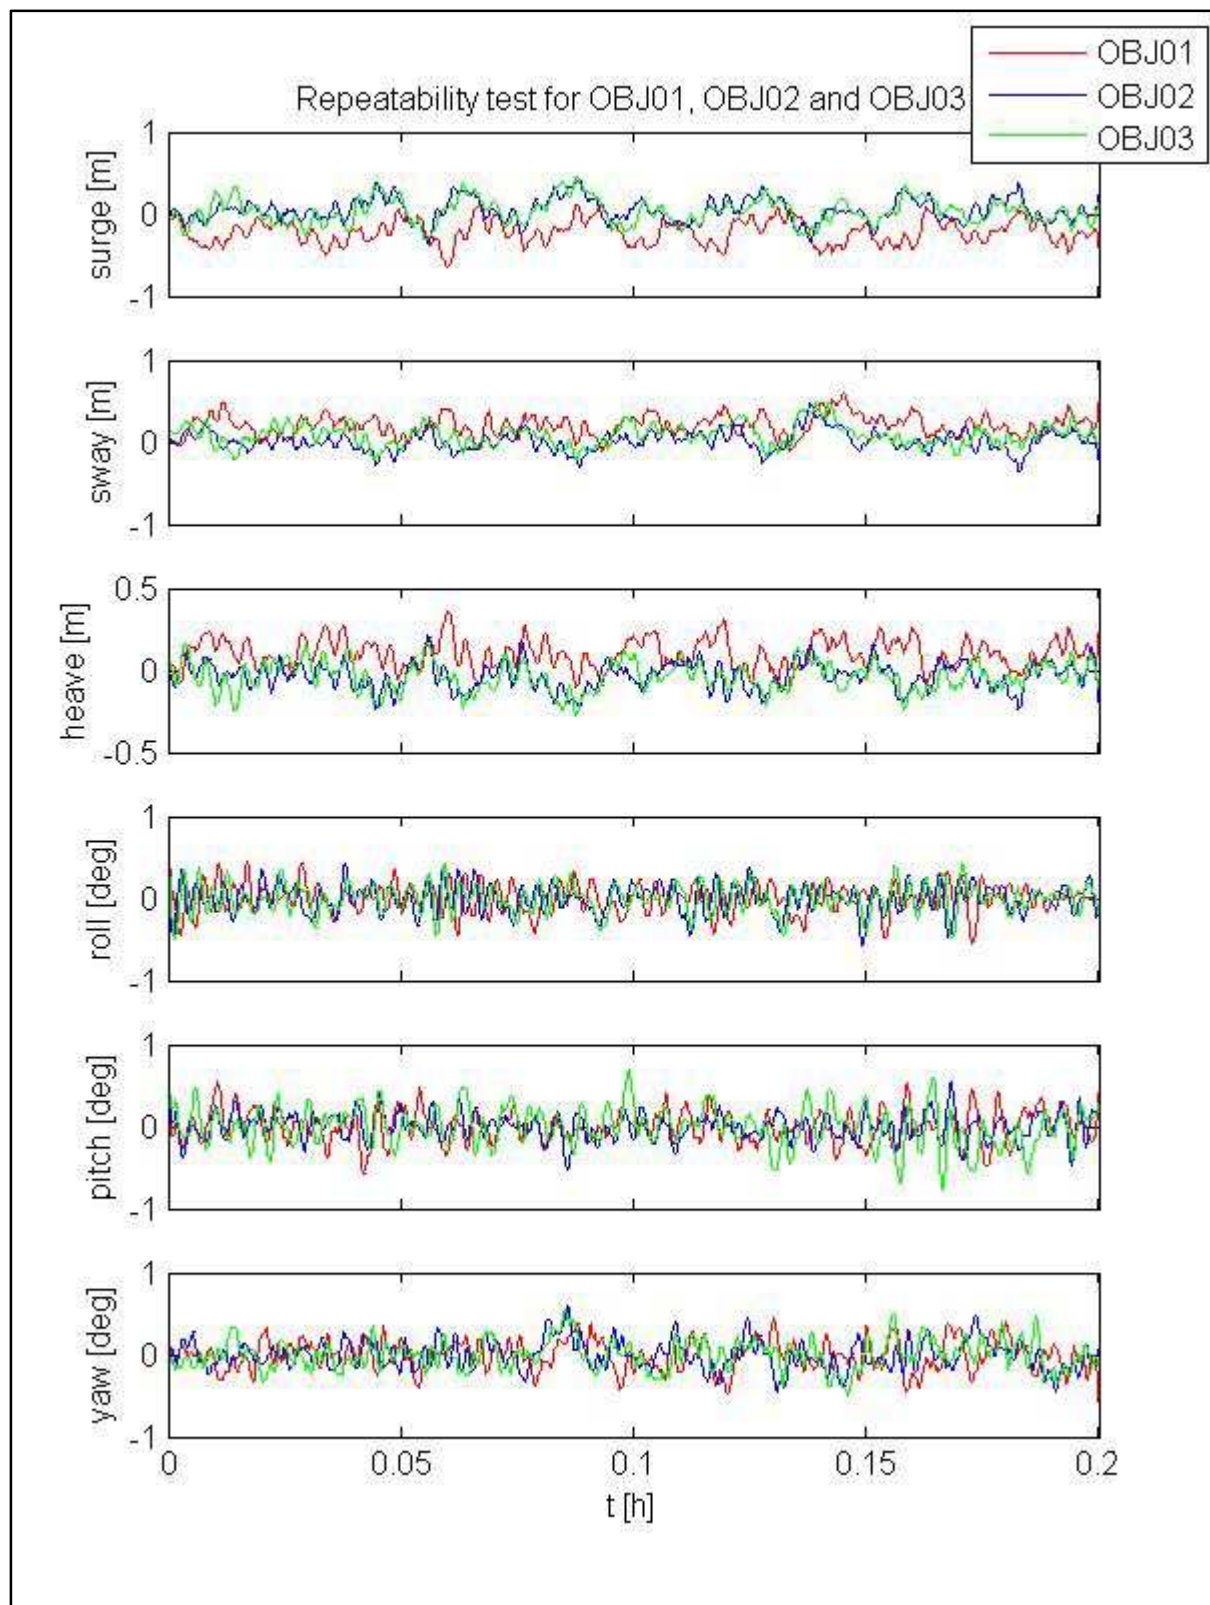 OBJ01
Repeatability test for OBJ01, OBJ02 and OBJ03
OBJ02
OBJ03
1
surge [m]
0
-1
1
sway [m]
0
-1
0.5
heave [m]
0
-0.5
1
roll [deg]
0
-1
1
pitch [deg]
0
-1
1
yaw [deg]
0
-1
0 0.05 0.1 0.15 0.2
t [h]